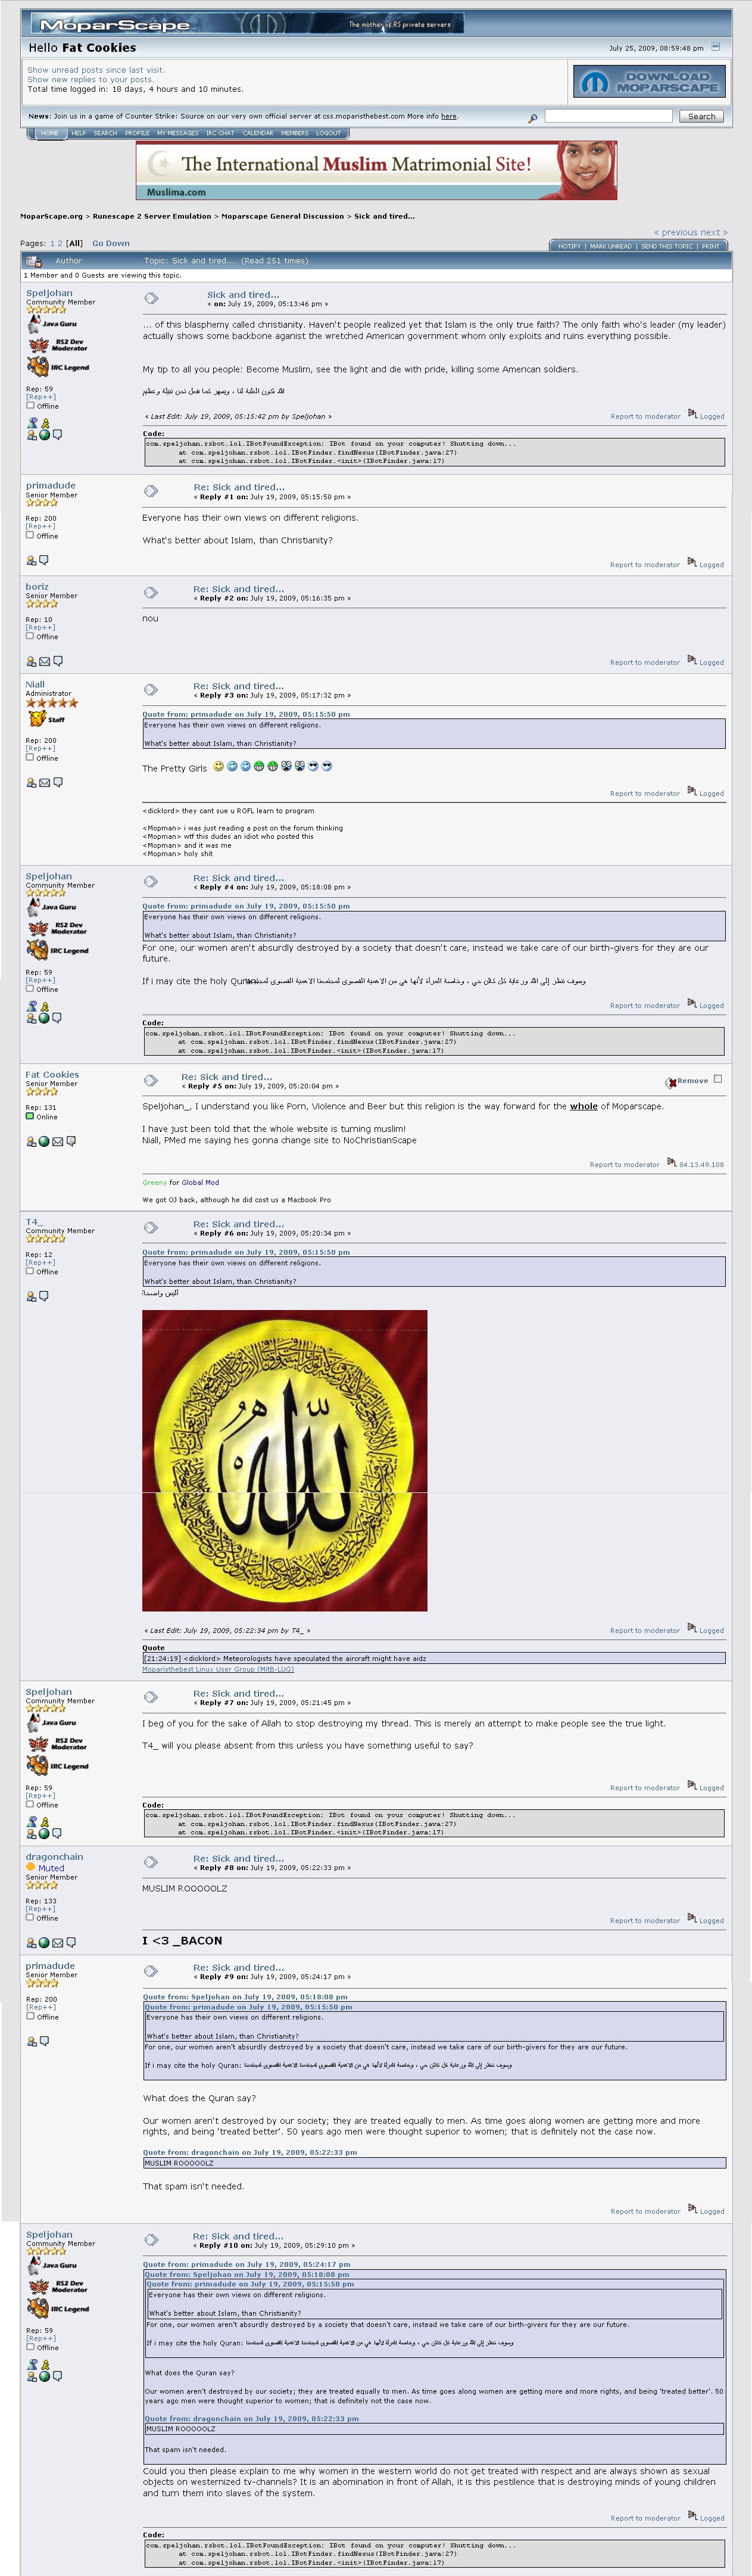 MoparScape
The mother of RS private servers
Hello Fat Cookies
July 25, 2009, 08:59:48 pm
Show unread posts since last visit.
Show new replies to your posts.
Total time logged in: 18 days, 4 hours and 10 minutes.
DOWNLOAD MOPARSCAPE
News: Join us in a game of Counter Strike: Source on our very own official server at css.moparisthebest.com More info here.
Search
HOME HELP SEARCH PROFILE MY MESSAGES IRC CHAT CALENDAR MEMBERS LOGOUT
The International Muslim Matrimonial Site!
Muslima.com
MoparScape.org > Runescape 2 Server Emulation > Moparscape General Discussion > Sick and tired...
« previous next »
Pages: 1 2 [All] Go Down
NOTIFY | MARK UNREAD | SEND THIS TOPIC | PRINT
Author Topic: Sick and tired... (Read 251 times)
1 Member and 0 Guests are viewing this topic.
Speljohan
Community Member
Java Guru
RS2 Dev Moderator
IRC Legend
Rep: 59
[Rep++]
Offline
Sick and tired...
« on: July 19, 2009, 05:13:46 pm »
... of this blasphemy called christianity. Haven't people realized yet that Islam is the only true faith? The only faith who's leader (my leader)
actually shows some backbone aganist the wretched American government whom only exploits and ruins everything possible.
My tip to all you people: Become Muslim, see the light and die with pride, killing some American soldiers.
« Last Edit: July 19, 2009, 05:15:42 pm by Speljohan »
Report to moderator Logged
Code:
com.speljohan.rsbot.lol.IBotFoundException: IBot found on your computer! Shutting down...
at com.speljohan.rsbot.lol.IBotFinder.findNexus(IBotFinder.java:27)
at com.speljohan.rsbot.lol.IBotFinder.<init>(IBotFinder.java:17)
primadude
Senior Member
Rep: 200
[Rep++]
Offline
Re: Sick and tired...
« Reply #1 on: July 19, 2009, 05:15:50 pm »
Everyone has their own views on different religions.
What's better about Islam, than Christianity?
Report to moderator Logged
boriz
Senior Member
Rep: 10
[Rep++]
Offline
Re: Sick and tired...
« Reply #2 on: July 19, 2009, 05:16:35 pm »
nou
Report to moderator Logged
Niall
Administrator
Staff
Rep: 200
[Rep++]
Offline
Re: Sick and tired...
« Reply #3 on: July 19, 2009, 05:17:32 pm »
Quote from: primadude on July 19, 2009, 05:15:50 pm
Everyone has their own views on different religions.
What's better about Islam, than Christianity?
The Pretty Girls
Report to moderator Logged
<dicklord> they cant sue u ROFL learn to program
<Mopman> i was just reading a post on the forum thinking
<Mopman> wtf this dudes an idiot who posted this
<Mopman> and it was me
<Mopman> holy shit
Speljohan
Community Member
Java Guru
RS2 Dev Moderator
IRC Legend
Rep: 59
[Rep++]
Offline
Re: Sick and tired...
« Reply #4 on: July 19, 2009, 05:18:08 pm »
Quote from: primadude on July 19, 2009, 05:15:50 pm
Everyone has their own views on different religions.
What's better about Islam, than Christianity?
For one, our women aren't absurdly destroyed by a society that doesn't care, instead we take care of our birth-givers for they are our
future.
If i may cite the holy Quran:
Report to moderator Logged
Code:
com.speljohan.rsbot.lol.IBotFoundException: IBot found on your computer! Shutting down...
at com.speljohan.rsbot.lol.IBotFinder.findNexus(IBotFinder.java:27)
at com.speljohan.rsbot.lol.IBotFinder.<init>(IBotFinder.java:17)
Fat Cookies
Senior Member
Rep: 131
Online
Re: Sick and tired...
« Reply #5 on: July 19, 2009, 05:20:04 pm »
Remove
Speljohan_, I understand you like Porn, Violence and Beer but this religion is the way forward for the whole of Moparscape.
I have just been told that the whole website is turning muslim!
Niall, PMed me saying hes gonna change site to NoChristianScape
Report to moderator 84.13.49.108
Greeny for Global Mod
We got OJ back, although he did cost us a Macbook Pro
T4_
Community Member
Rep: 12
[Rep++]
Offline
Re: Sick and tired...
« Reply #6 on: July 19, 2009, 05:20:34 pm »
Quote from: primadude on July 19, 2009, 05:15:50 pm
Everyone has their own views on different religions.
What's better about Islam, than Christianity?
أليس واضحا؟
الله
« Last Edit: July 19, 2009, 05:22:34 pm by T4_ »
Report to moderator Logged
Quote
[21:24:19] <dicklord> Meteorologists have speculated the aircraft might have aidz
Moparisthebest Linux User Group (MitB-LUG)
Speljohan
Community Member
Java Guru
RS2 Dev Moderator
IRC Legend
Rep: 59
[Rep++]
Offline
Re: Sick and tired...
« Reply #7 on: July 19, 2009, 05:21:45 pm »
I beg of you for the sake of Allah to stop destroying my thread. This is merely an attempt to make people see the true light.
T4_ will you please absent from this unless you have something useful to say?
Report to moderator Logged
Code:
com.speljohan.rsbot.lol.IBotFoundException: IBot found on your computer! Shutting down...
at com.speljohan.rsbot.lol.IBotFinder.findNexus(IBotFinder.java:27)
at com.speljohan.rsbot.lol.IBotFinder.<init>(IBotFinder.java:17)
dragonchain
Muted
Senior Member
Rep: 133
[Rep++]
Offline
Re: Sick and tired...
« Reply #8 on: July 19, 2009, 05:22:33 pm »
MUSLIM ROOOOOLZ
Report to moderator Logged
I <3 _BACON
primadude
Senior Member
Rep: 200
[Rep++]
Offline
Re: Sick and tired...
« Reply #9 on: July 19, 2009, 05:24:17 pm »
Quote from: Speljohan on July 19, 2009, 05:18:08 pm
Quote from: primadude on July 19, 2009, 05:15:50 pm
Everyone has their own views on different religions.
What's better about Islam, than Christianity?
For one, our women aren't absurdly destroyed by a society that doesn't care, instead we take care of our birth-givers for they are our future.
If i may cite the holy Quran:
What does the Quran say?
Our women aren't destroyed by our society; they are treated equally to men. As time goes along women are getting more and more
rights, and being 'treated better'. 50 years ago men were thought superior to women; that is definitely not the case now.
Quote from: dragonchain on July 19, 2009, 05:22:33 pm
MUSLIM ROOOOOLZ
That spam isn't needed.
Report to moderator Logged
Speljohan
Community Member
Java Guru
RS2 Dev Moderator
IRC Legend
Rep: 59
[Rep++]
Offline
Re: Sick and tired...
« Reply #10 on: July 19, 2009, 05:29:10 pm »
Quote from: primadude on July 19, 2009, 05:24:17 pm
Quote from: Speljohan on July 19, 2009, 05:18:08 pm
Quote from: primadude on July 19, 2009, 05:15:50 pm
Everyone has their own views on different religions.
What's better about Islam, than Christianity?
For one, our women aren't absurdly destroyed by a society that doesn't care, instead we take care of our birth-givers for they are our future.
If i may cite the holy Quran:
What does the Quran say?
Our women aren't destroyed by our society; they are treated equally to men. As time goes along women are getting more and more rights, and being 'treated better'. 50
years ago men were thought superior to women; that is definitely not the case now.
Quote from: dragonchain on July 19, 2009, 05:22:33 pm
MUSLIM ROOOOOLZ
That spam isn't needed.
Could you then please explain to me why women in the western world do not get treated with respect and are always shown as sexual
objects on westernized tv-channels? It is an abomination in front of Allah, it is this pestilence that is destroying minds of young children
and turn them into slaves of the system.
Report to moderator Logged
Code:
com.speljohan.rsbot.lol.IBotFoundException: IBot found on your computer! Shutting down...
at com.speljohan.rsbot.lol.IBotFinder.findNexus(IBotFinder.java:27)
at com.speljohan.rsbot.lol.IBotFinder.<init>(IBotFinder.java:17)